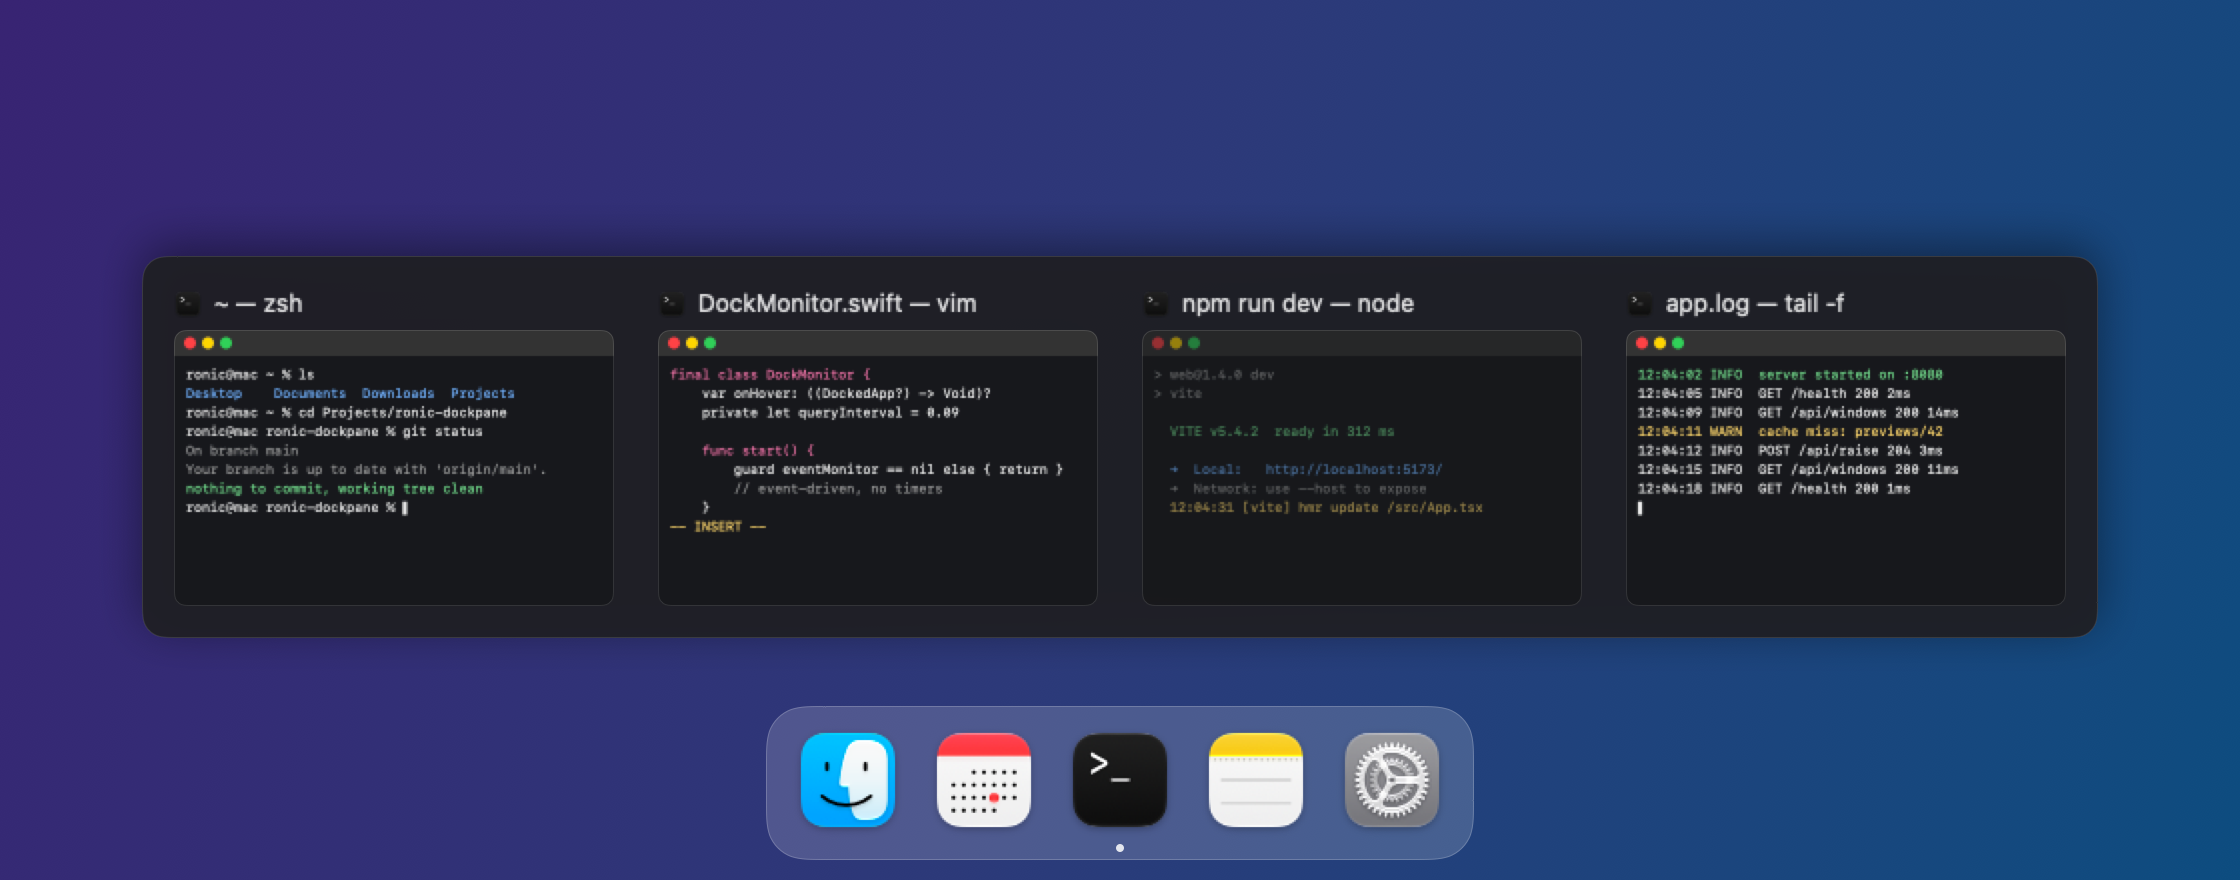 ~ — zsh
ronic@mac ~ % ls
Desktop    Documents  Downloads  Projects
ronic@mac ~ % cd Projects/ronic-dockpane
ronic@mac ronic-dockpane % git status
On branch main
Your branch is up to date with 'origin/main'.
nothing to commit, working tree clean
ronic@mac ronic-dockpane %
DockMonitor.swift — vim
final class DockMonitor {
    var onHover: ((DockedApp?) -> Void)?
    private let queryInterval = 0.09
    func start() {
        guard eventMonitor == nil else { return }
        // event-driven, no timers
    }
-- INSERT --
npm run dev — node
> web@1.4.0 dev
> vite
  VITE v5.4.2  ready in 312 ms
  ➜  Local:   http://localhost:5173/
  ➜  Network: use --host to expose
  12:04:31 [vite] hmr update /src/App.tsx
app.log — tail -f
12:04:02 INFO  server started on :8080
12:04:05 INFO  GET /health 200 2ms
12:04:09 INFO  GET /api/windows 200 14ms
12:04:11 WARN  cache miss: previews/42
12:04:12 INFO  POST /api/raise 204 3ms
12:04:15 INFO  GET /api/windows 200 11ms
12:04:18 INFO  GET /health 200 1ms
>_